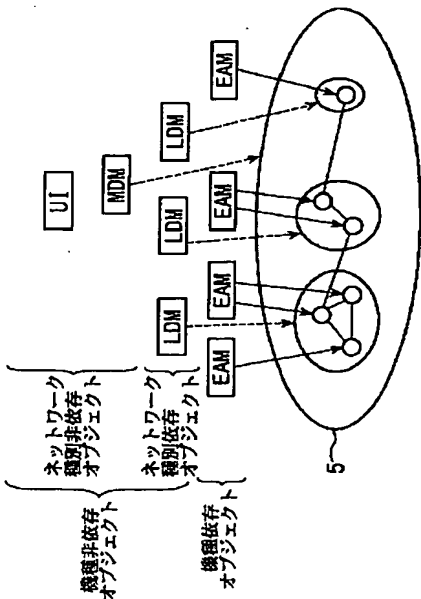 機種非依存
オブジェクト
ネットワーク
種別非依存
オブジェクト
ネットワーク
種別依存
オブジェクト
機種依存
オブジェクト
UI
MDM
LDM
LDM
LDM
EAM
EAM
EAM
EAM
5